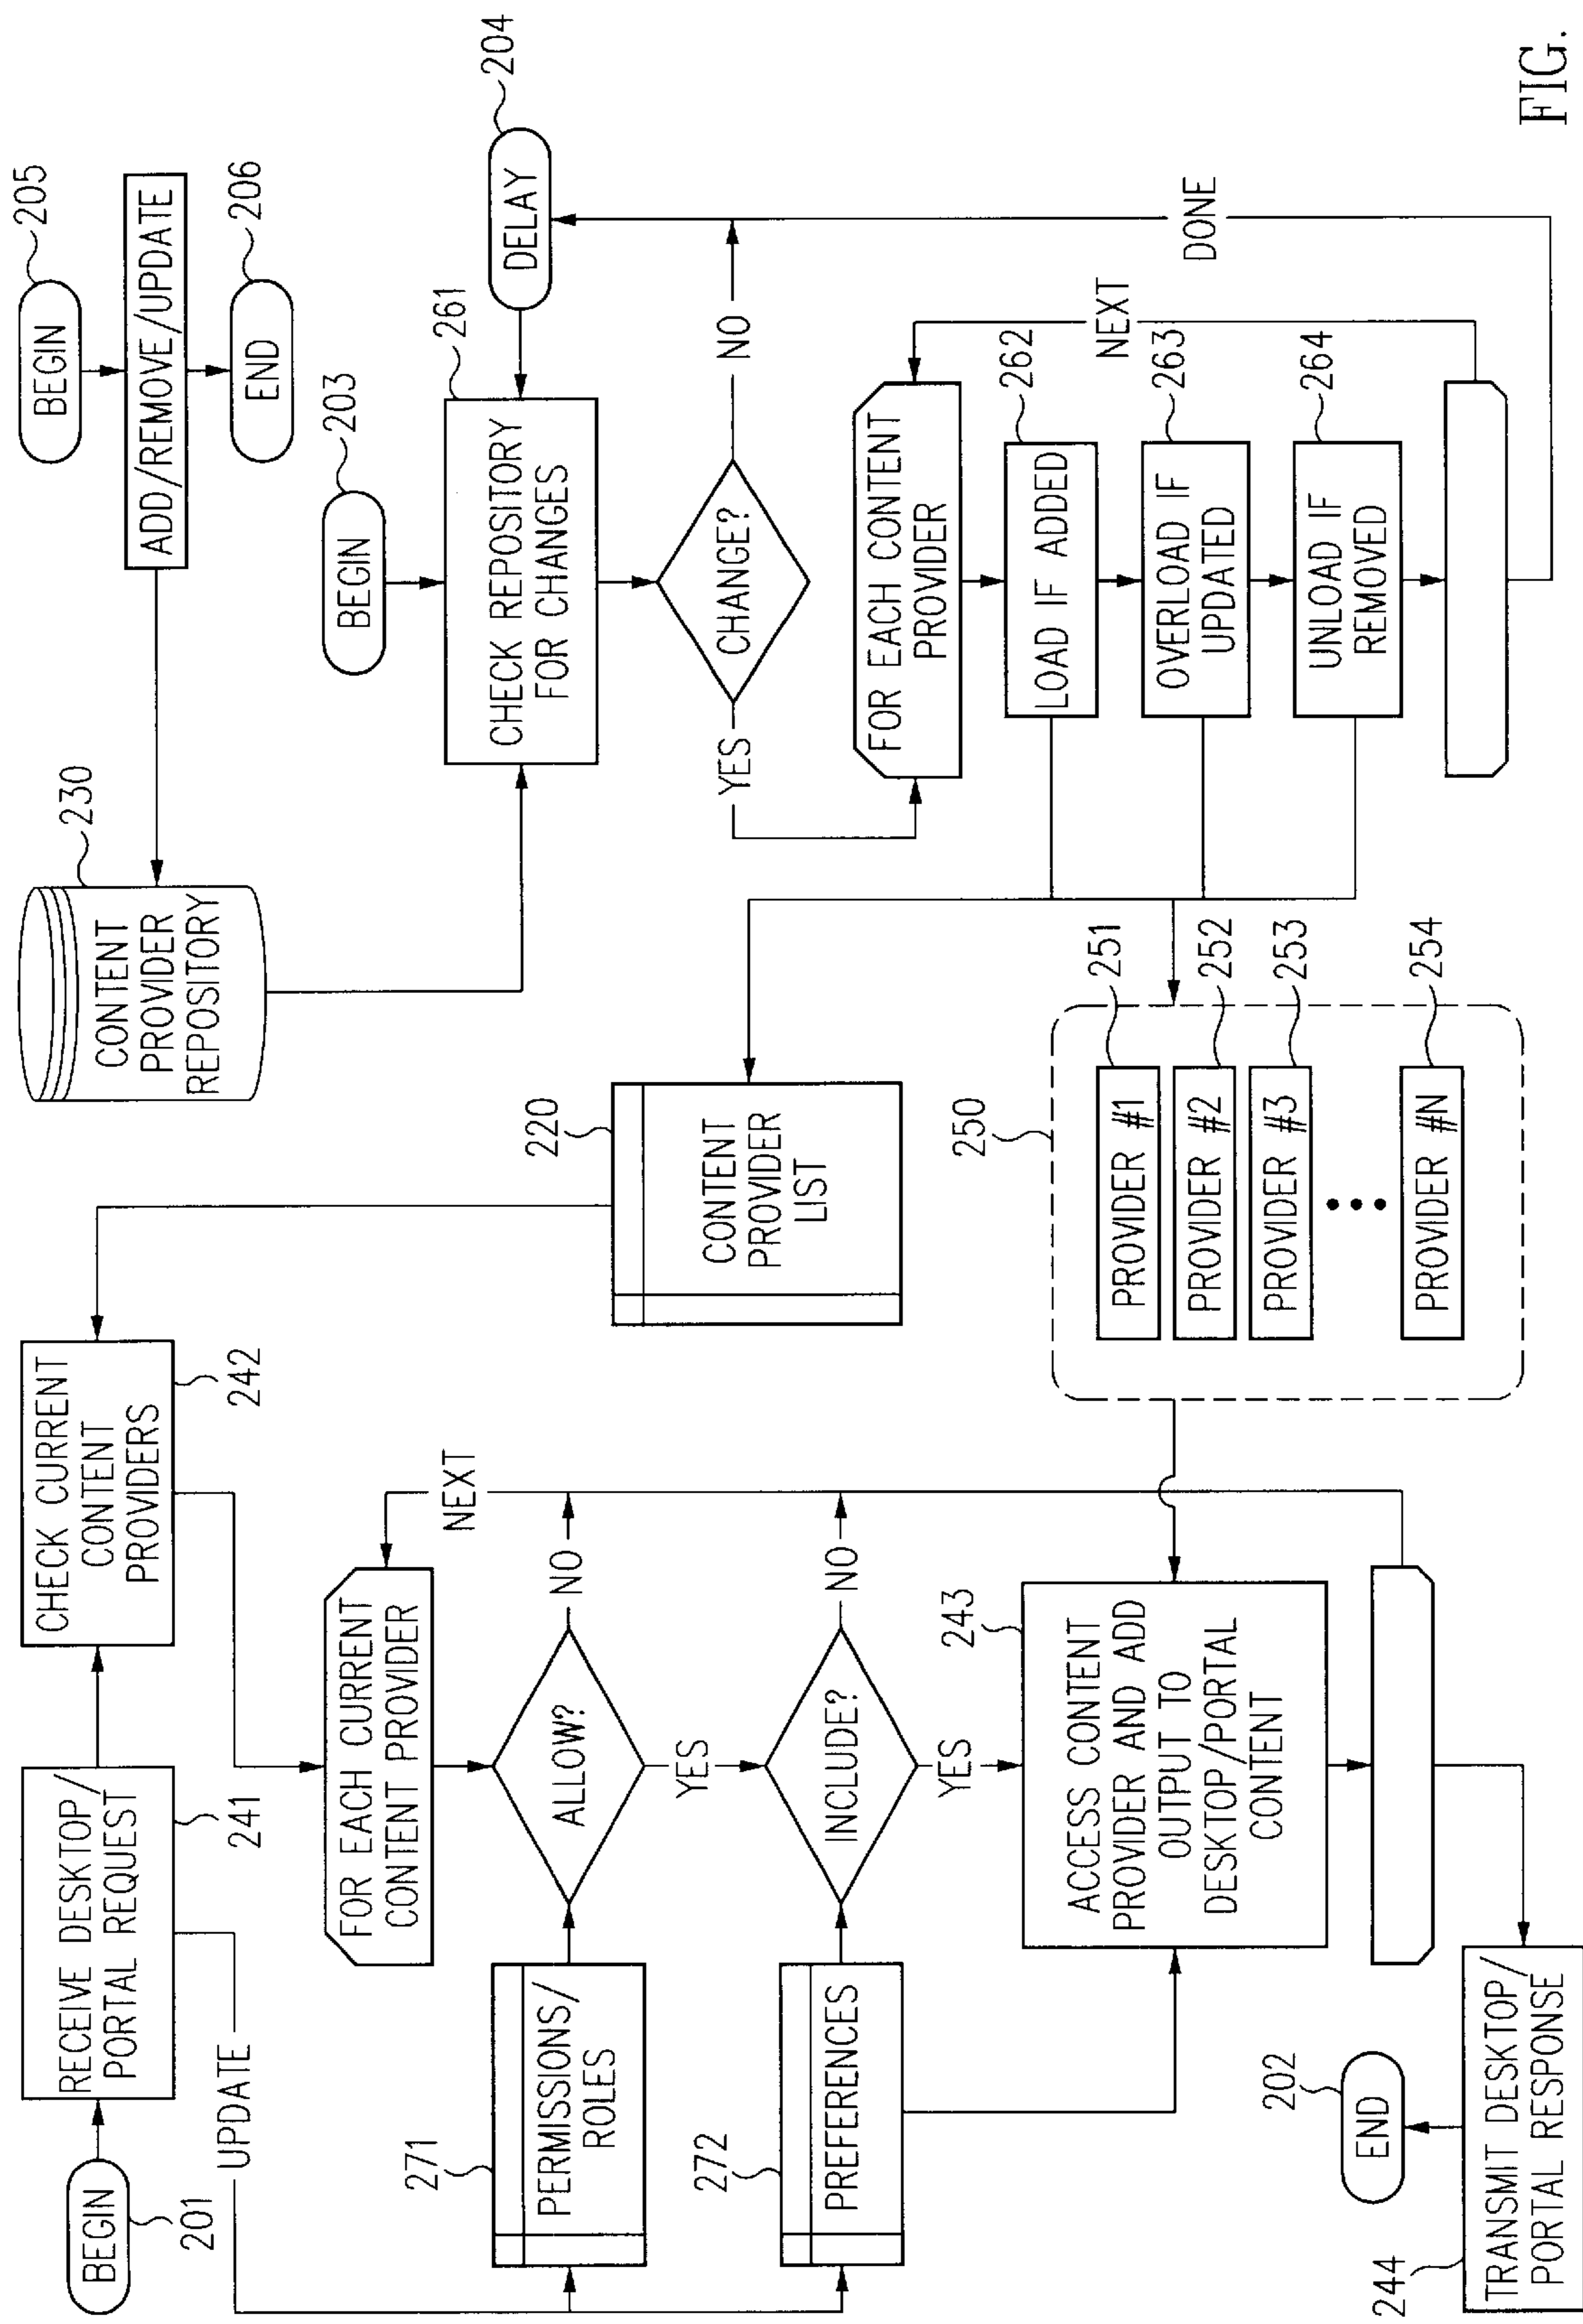 BEGIN
201
RECEIVE DESKTOP/
PORTAL REQUEST
241
UPDATE
CHECK CURRENT
CONTENT
PROVIDERS
242
FOR EACH CURRENT
CONTENT PROVIDER
NEXT
271
PERMISSIONS/
ROLES
ALLOW?
NO
YES
272
PREFERENCES
INCLUDE?
NO
YES
243
ACCESS CONTENT
PROVIDER AND ADD
OUTPUT TO
DESKTOP/PORTAL
CONTENT
202
END
244
TRANSMIT DESKTOP/
PORTAL RESPONSE
230
CONTENT
PROVIDER
REPOSITORY
220
CONTENT
PROVIDER
LIST
250
PROVIDER #1
251
PROVIDER #2
252
PROVIDER #3
253
PROVIDER #N
254
BEGIN
205
ADD/REMOVE/UPDATE
END
206
BEGIN
203
CHECK REPOSITORY
FOR CHANGES
261
DELAY
204
CHANGE?
YES
NO
FOR EACH CONTENT
PROVIDER
NEXT
LOAD IF ADDED
262
OVERLOAD IF
UPDATED
263
UNLOAD IF
REMOVED
264
DONE
FIG.